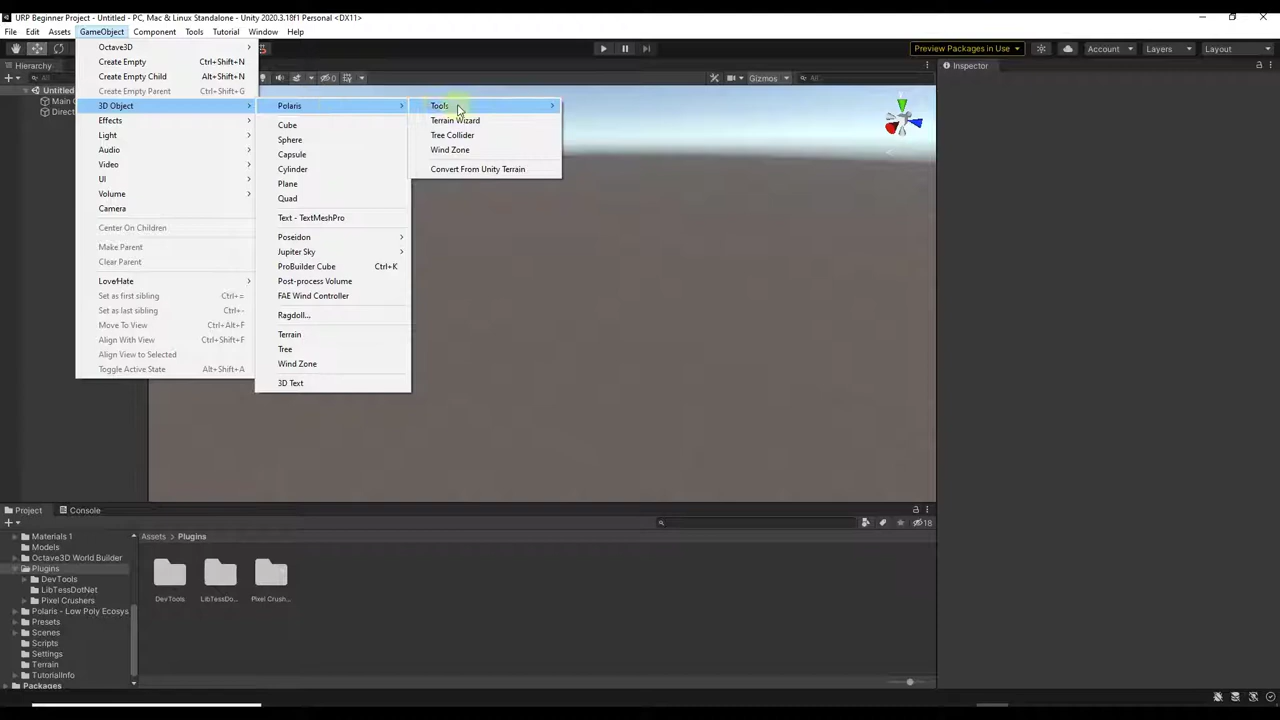 URP Beginner Project - Untitled - PC, Mac & Linux Standalone - Unity 2020.3.18f1 Personal <DX11>
File Edit Assets GameObject Component Tools Tutorial Window Help
Preview Packages in Use
Account
Layers
Layout
Hierarchy
All
Untitled
Main C
Direct
Octave3D
Create Empty Ctrl+Shift+N
Create Empty Child Alt+Shift+N
Create Empty Parent Ctrl+Shift+G
3D Object
Effects
Light
Audio
Video
UI
Volume
Camera
Center On Children
Make Parent
Clear Parent
Love/Hate
Set as first sibling Ctrl+=
Set as last sibling Ctrl+-
Move To View Ctrl+Alt+F
Align With View Ctrl+Shift+F
Align View to Selected
Toggle Active State Alt+Shift+A
Polaris
Cube
Sphere
Capsule
Cylinder
Plane
Quad
Text - TextMeshPro
Poseidon
Jupiter Sky
ProBuilder Cube Ctrl+K
Post-process Volume
FAE Wind Controller
Ragdoll...
Terrain
Tree
Wind Zone
3D Text
Tools
Terrain Wizard
Tree Collider
Wind Zone
Convert From Unity Terrain
0
Gizmos
All
Y
Inspector
Project
Console
18
Materials 1
Models
Octave3D World Builder
Plugins
DevTools
LibTessDotNet
Pixel Crushers
Polaris - Low Poly Ecosys
Presets
Scenes
Scripts
Settings
Terrain
TutorialInfo
Packages
Assets > Plugins
DevTools
LibTessDo...
Pixel Crush...